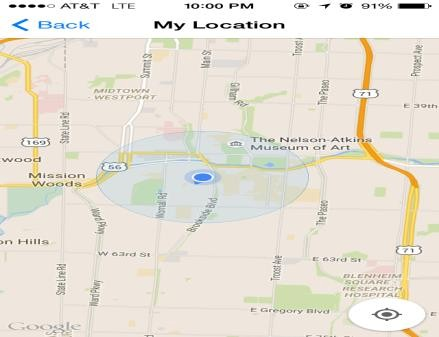 AT&T LTE 10:00 PM 91%
Back My Location
Summit St
Main St
Troost
Prospect Ave
MIDTOWN
WESTPORT
Gillham
Rd
The Paseo
71
E 39th
State Line Rd
169
The Nelson-Atkins
Museum of Art
wood
56
Mission
Woods
Wornall Rd
Brookside Blvd
The Paseo
Ward Pkwy
on Hills
W 63rd St
E 63rd St
71
State Line Rd
Ward Pkwy
Troost Ave
BLENHEIM
SQUARE -
RESEARCH
HOSPITAL
E Gregory Blvd
Google